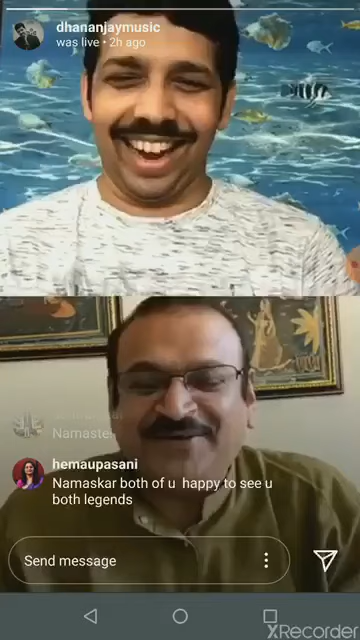 dhananjaymusic
was live • 2h ago
Namaste
hemaupasani
Namaskar both of u happy to see u
both legends
Send message
XRecorder